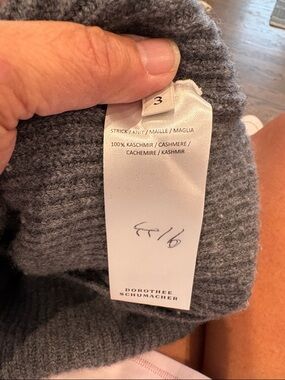 3
STRICK / KNIT / MAILLE / MAGLIA
100% KASCHMIR / CASHMERE /
CACHEMIRE / KASHMIR
DOROTHEE
SCHUMACHER